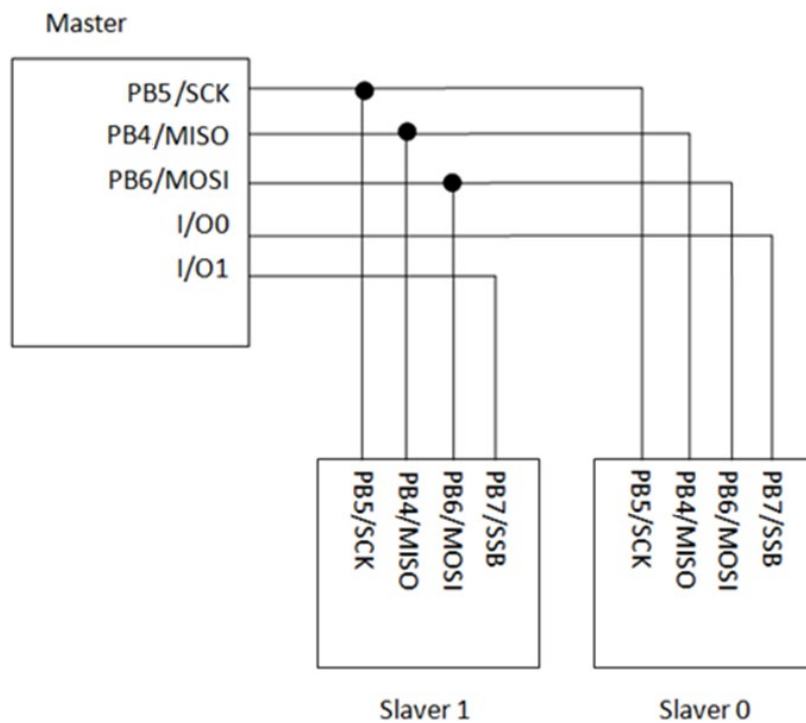 Master
PB5/SCK
PB4/MISO
PB6/MOSI
I/O0
I/O1
PB5/SCK
PB4/MISO
PB6/MOSI
PB7/SSB
PB5/SCK
PB4/MISO
PB6/MOSI
PB7/SSB
Slaver 1
Slaver 0